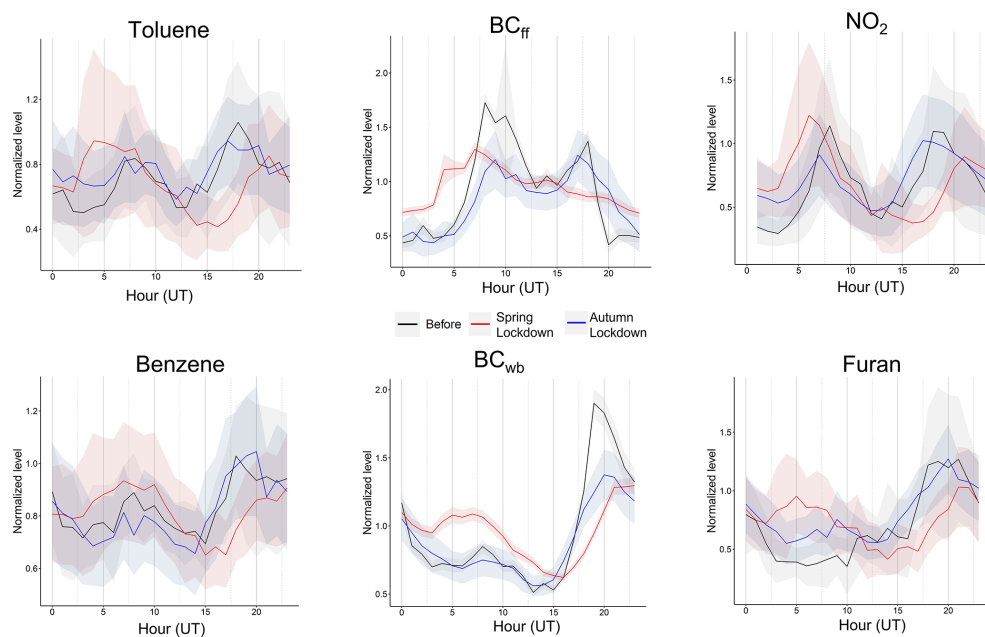 Toluene
BCff
NO2
Normalized level
1.2
0.8
0.4
0
5
10
15
20
Hour (UT)
Normalized level
2.0
1.5
1.0
0.5
0
5
10
15
20
Hour (UT)
Normalized level
1.5
1.0
0.5
0
5
10
15
20
Hour (UT)
Before
Spring
Lockdown
Autumn
Lockdown
Benzene
BCwb
Furan
Normalized level
1.2
1.0
0.8
0.6
0
5
10
15
20
Hour (UT)
Normalized level
2.0
1.5
1.0
0.5
0
5
10
15
20
Hour (UT)
Normalized level
1.5
1.0
0.5
0
5
10
15
20
Hour (UT)